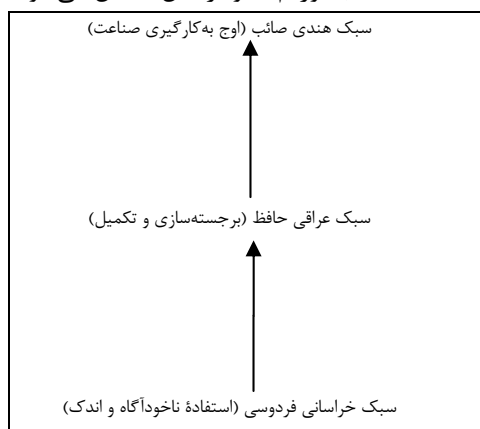 سبک هندی صائب (اوج به‌کارگیری صناعت)
سبک عراقی حافظ (برجسته‌سازی و تکمیل)
سبک خراسانی فردوسی (استفادهٔ ناخودآگاه و اندک)